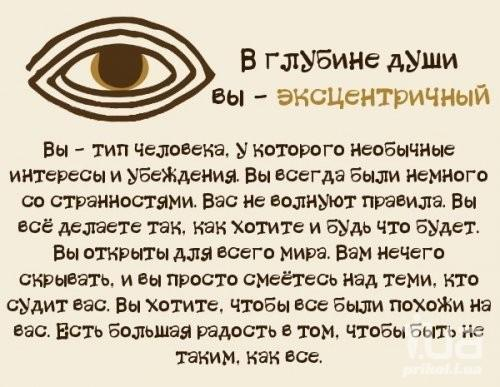 В глубине души
вы – эксцентричный
Вы – тип человека, у которого необычные
интересы и убеждения. Вы всегда были немного
со странностями. Вас не волнуют правила. Вы
всё делаете так, как хотите и будь что будет.
Вы открыты для всего мира. Вам нечего
скрывать, и вы просто смеётесь над теми, кто
судит вас. Вы хотите, чтобы все были похожи на
вас. Есть большая радость в том, чтобы быть не
таким, как все.
i.ua
prikol.i.ua